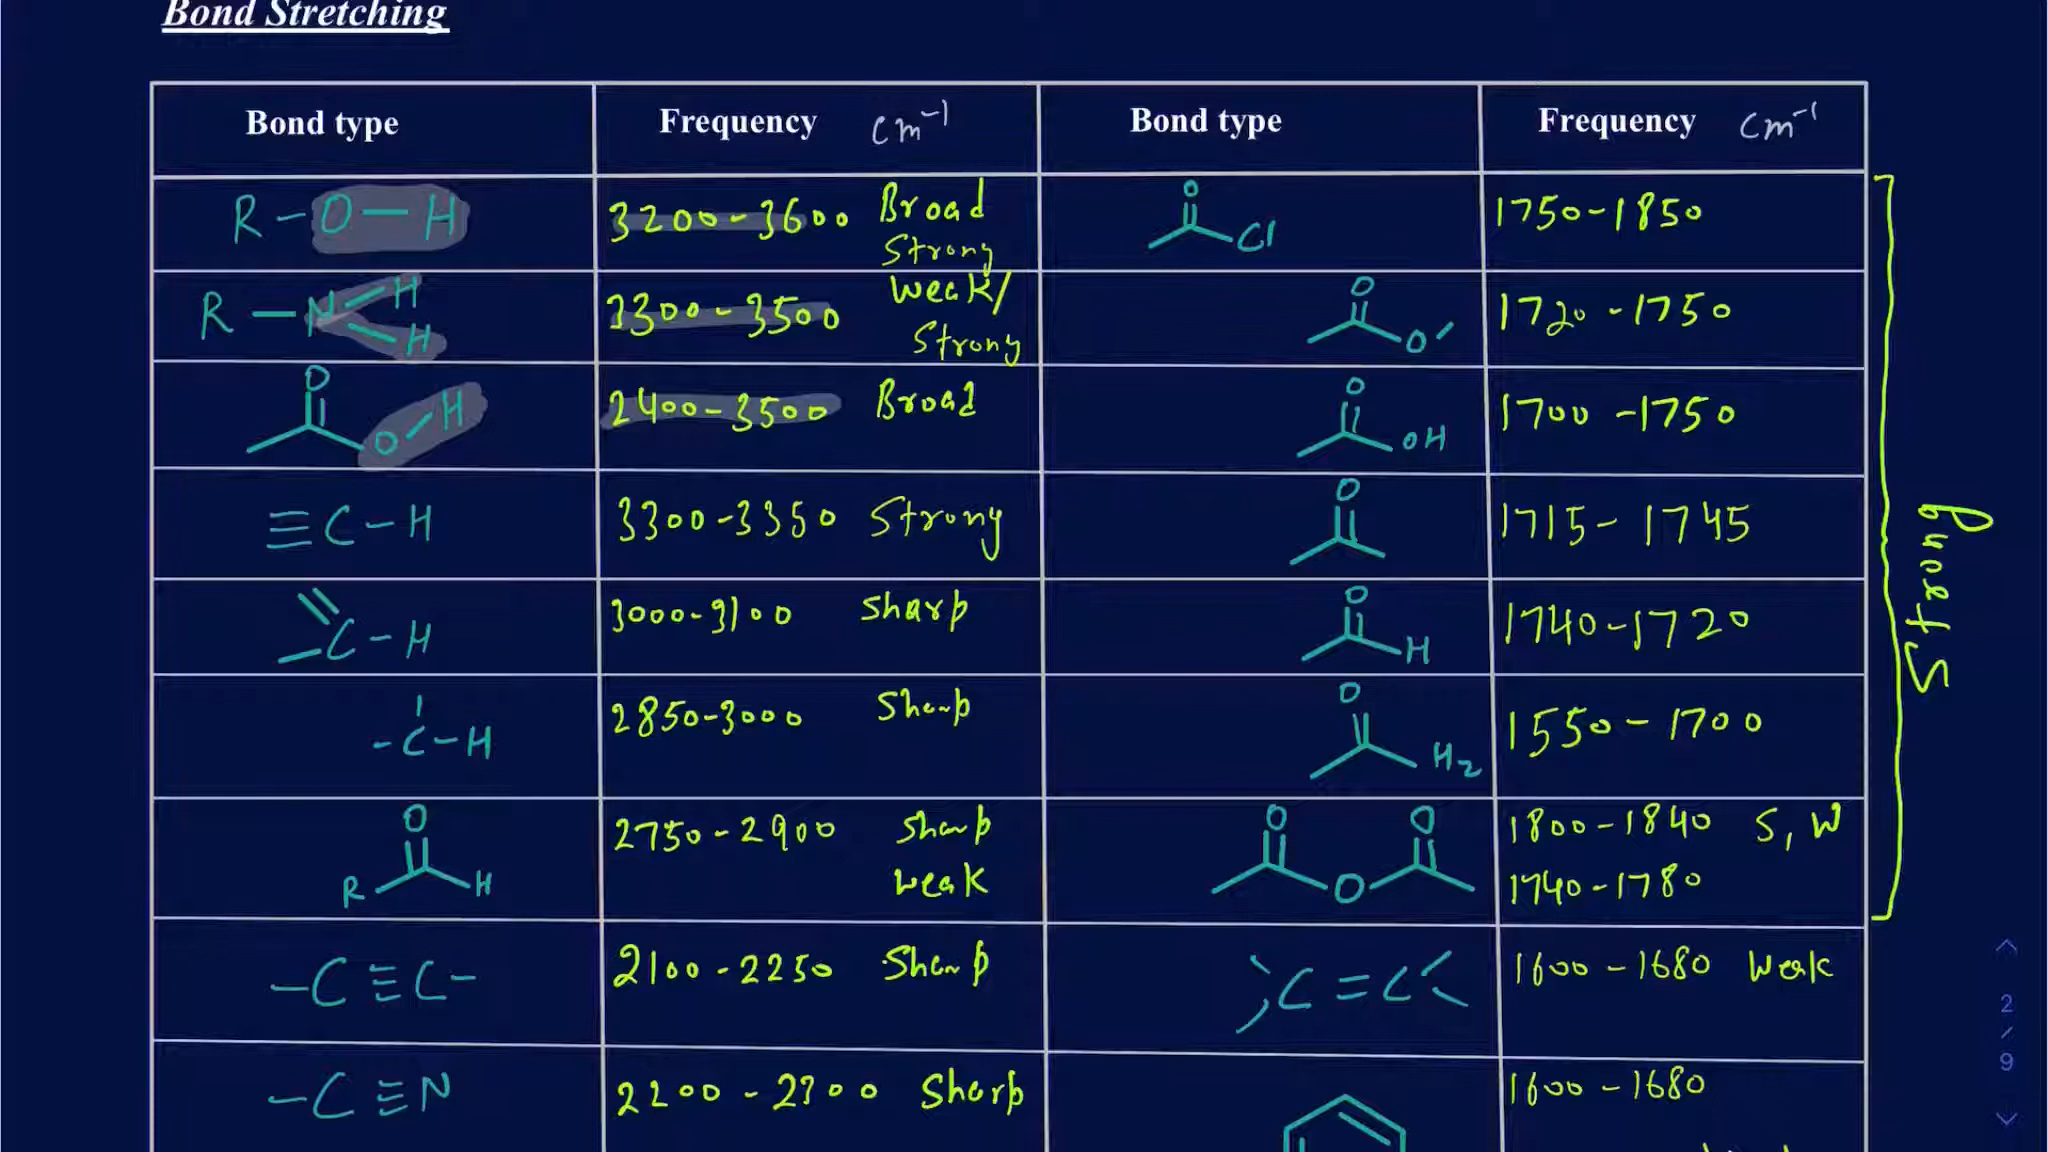 Bond Stretching
Bond type Frequency cm⁻¹ Bond type Frequency cm⁻¹
R-O-H 3200-3600 Broad Strong O Cl 1750-1850
R-N H H 3300-3500 Weak/ Strong O O 1720-1750
O O-H 2400-3500 Broad O OH 1700-1750
≡C-H 3300-3350 Strong O 1715-1745
C-H 3000-3100 Sharp O H 1740-1720
-C-H 2850-3000 Sharp O H₂ 1550-1700
O R H 2750-2900 Sharp weak O O O 1800-1840 S, W 1740-1780
-C≡C- 2100-2250 Sharp C=C 1600-1680 Weak
-C≡N 2200-2300 Sharp 1600-1680
Strong
2
/
9